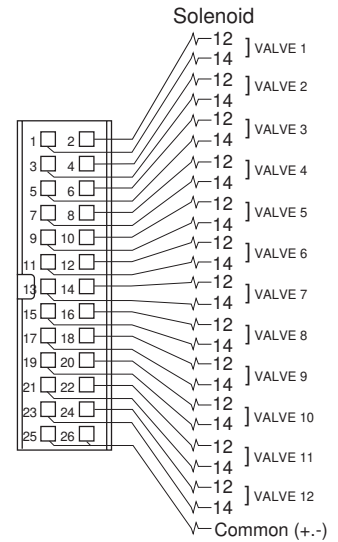 Solenoid
12
VALVE 1
14
12
VALVE 2
14
12
VALVE 3
14
12
VALVE 4
14
12
VALVE 5
14
12
VALVE 6
14
12
VALVE 7
14
12
VALVE 8
14
12
VALVE 9
14
12
VALVE 10
14
12
VALVE 11
14
12
VALVE 12
14
Common (+.-)
1 2
3 4
5 6
7 8
9 10
11 12
13 14
15 16
17 18
19 20
21 22
23 24
25 26